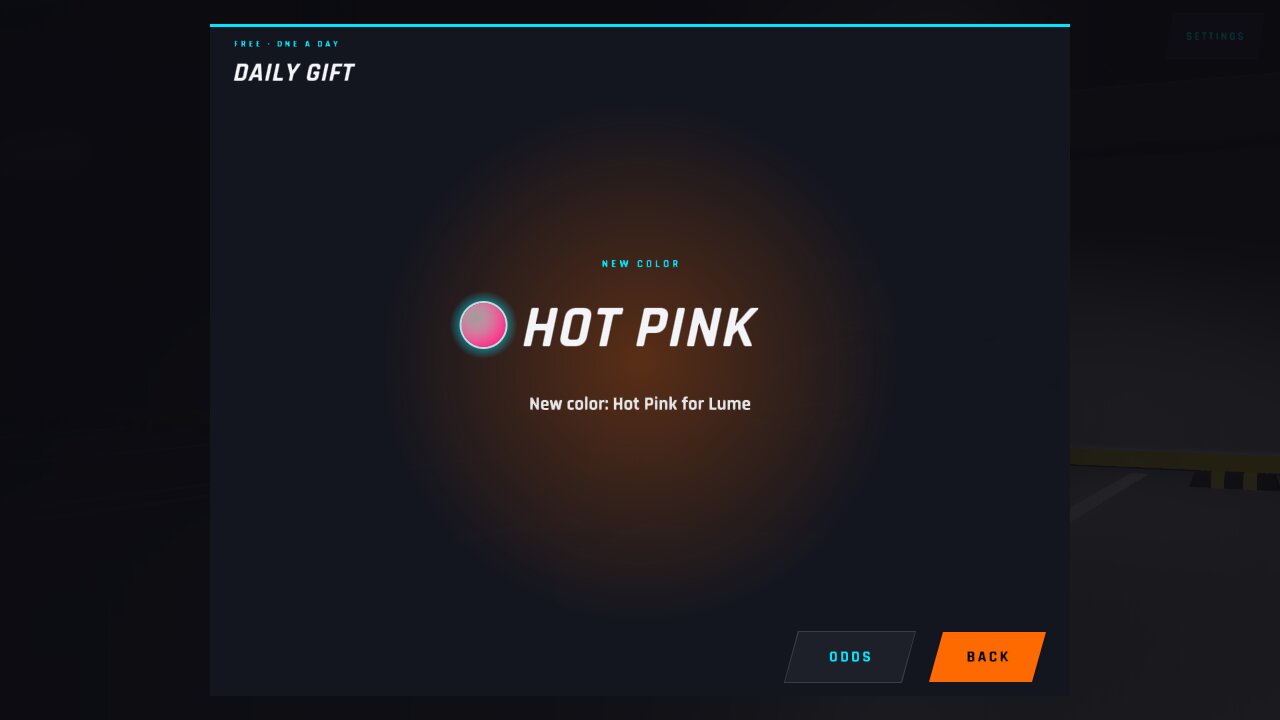 FREE · ONE A DAY
DAILY GIFT
SETTINGS
NEW COLOR
HOT PINK
New color: Hot Pink for Lume
ODDS
BACK